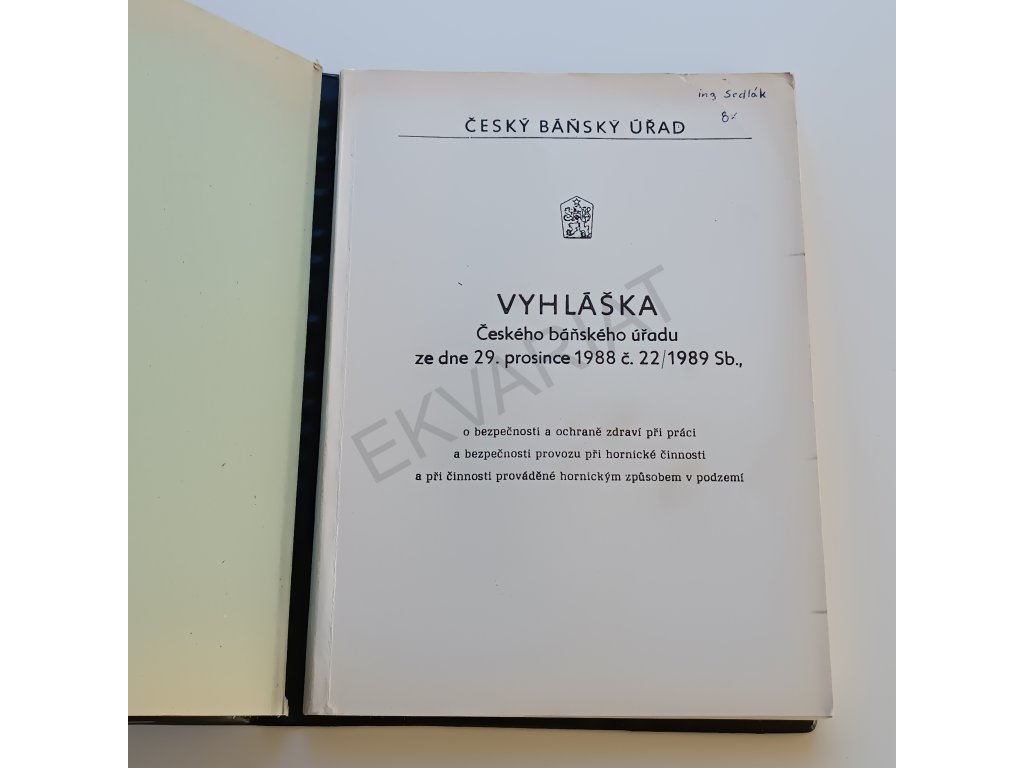 ing Sedlák
8,-
ČESKÝ BÁŇSKÝ ÚŘAD
VYHLÁŠKA
Českého báňského úřadu
ze dne 29. prosince 1988 č. 22/1989 Sb.,
o bezpečnosti a ochraně zdraví při práci
a bezpečnosti provozu při hornické činnosti
a při činnosti prováděné hornickým způsobem v podzemí
EKVARIAT